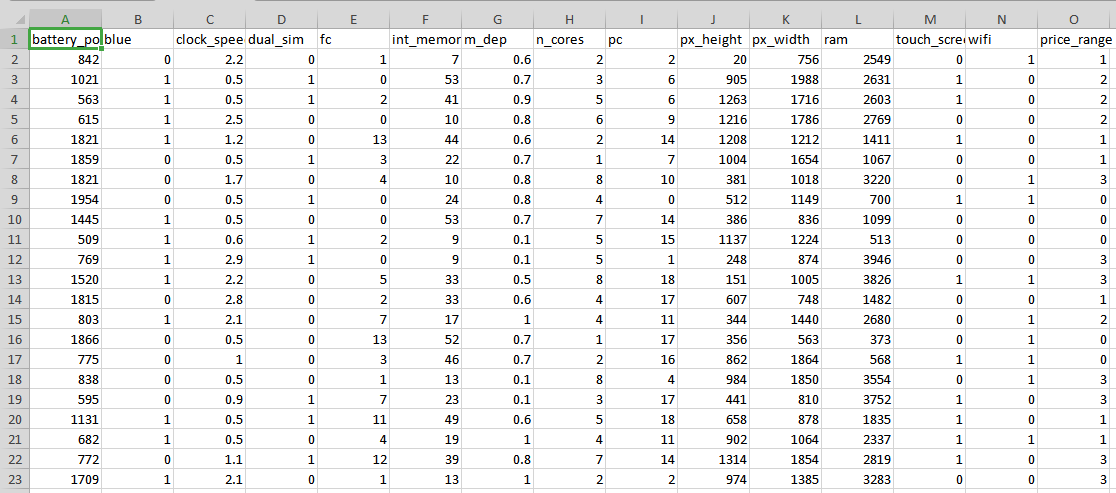 A B C D E F G H I J K L M N O
1 battery_po blue clock_spee dual_sim fc int_memor m_dep n_cores pc px_height px_width ram touch_scree wifi price_range
2 842 0 2.2 0 1 7 0.6 2 2 20 756 2549 0 1 1
3 1021 1 0.5 1 0 53 0.7 3 6 905 1988 2631 1 0 2
4 563 1 0.5 1 2 41 0.9 5 6 1263 1716 2603 1 0 2
5 615 1 2.5 0 0 10 0.8 6 9 1216 1786 2769 0 0 2
6 1821 1 1.2 0 13 44 0.6 2 14 1208 1212 1411 1 0 1
7 1859 0 0.5 1 3 22 0.7 1 7 1004 1654 1067 0 0 1
8 1821 0 1.7 0 4 10 0.8 8 10 381 1018 3220 0 1 3
9 1954 0 0.5 1 0 24 0.8 4 0 512 1149 700 1 1 0
10 1445 1 0.5 0 0 53 0.7 7 14 386 836 1099 0 0 0
11 509 1 0.6 1 2 9 0.1 5 15 1137 1224 513 0 0 0
12 769 1 2.9 1 0 9 0.1 5 1 248 874 3946 0 0 3
13 1520 1 2.2 0 5 33 0.5 8 18 151 1005 3826 1 1 3
14 1815 0 2.8 0 2 33 0.6 4 17 607 748 1482 0 0 1
15 803 1 2.1 0 7 17 1 4 11 344 1440 2680 0 1 2
16 1866 0 0.5 0 13 52 0.7 1 17 356 563 373 0 1 0
17 775 0 1 0 3 46 0.7 2 16 862 1864 568 1 1 0
18 838 0 0.5 0 1 13 0.1 8 4 984 1850 3554 0 1 3
19 595 0 0.9 1 7 23 0.1 3 17 441 810 3752 1 0 3
20 1131 1 0.5 1 11 49 0.6 5 18 658 878 1835 1 0 1
21 682 1 0.5 0 4 19 1 4 11 902 1064 2337 1 1 1
22 772 0 1.1 1 12 39 0.8 7 14 1314 1854 2819 1 0 3
23 1709 1 2.1 0 1 13 1 2 2 974 1385 3283 0 0 3